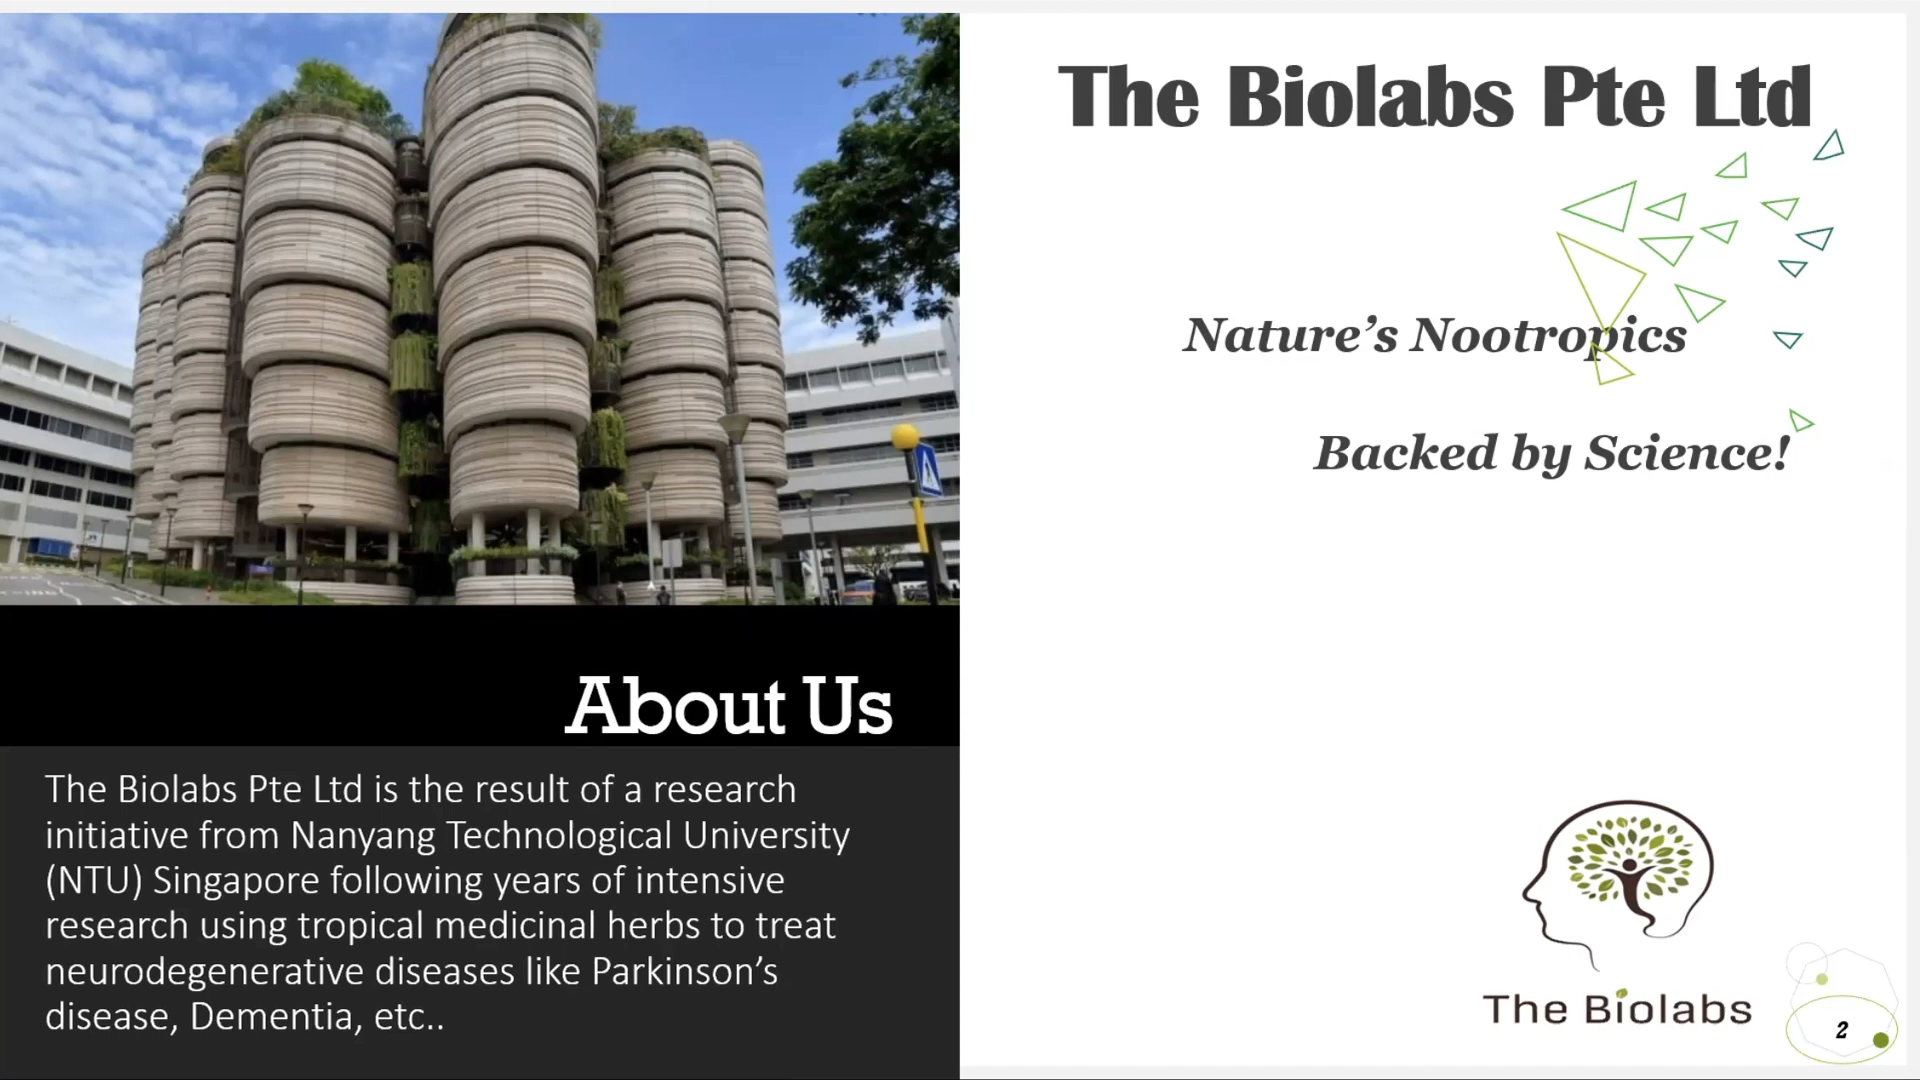 The Biolabs Pte Ltd
Nature's Nootropics
Backed by Science!
About Us
The Biolabs Pte Ltd is the result of a research
initiative from Nanyang Technological University
(NTU) Singapore following years of intensive
research using tropical medicinal herbs to treat
neurodegenerative diseases like Parkinson's
disease, Dementia, etc..
The Biolabs
2